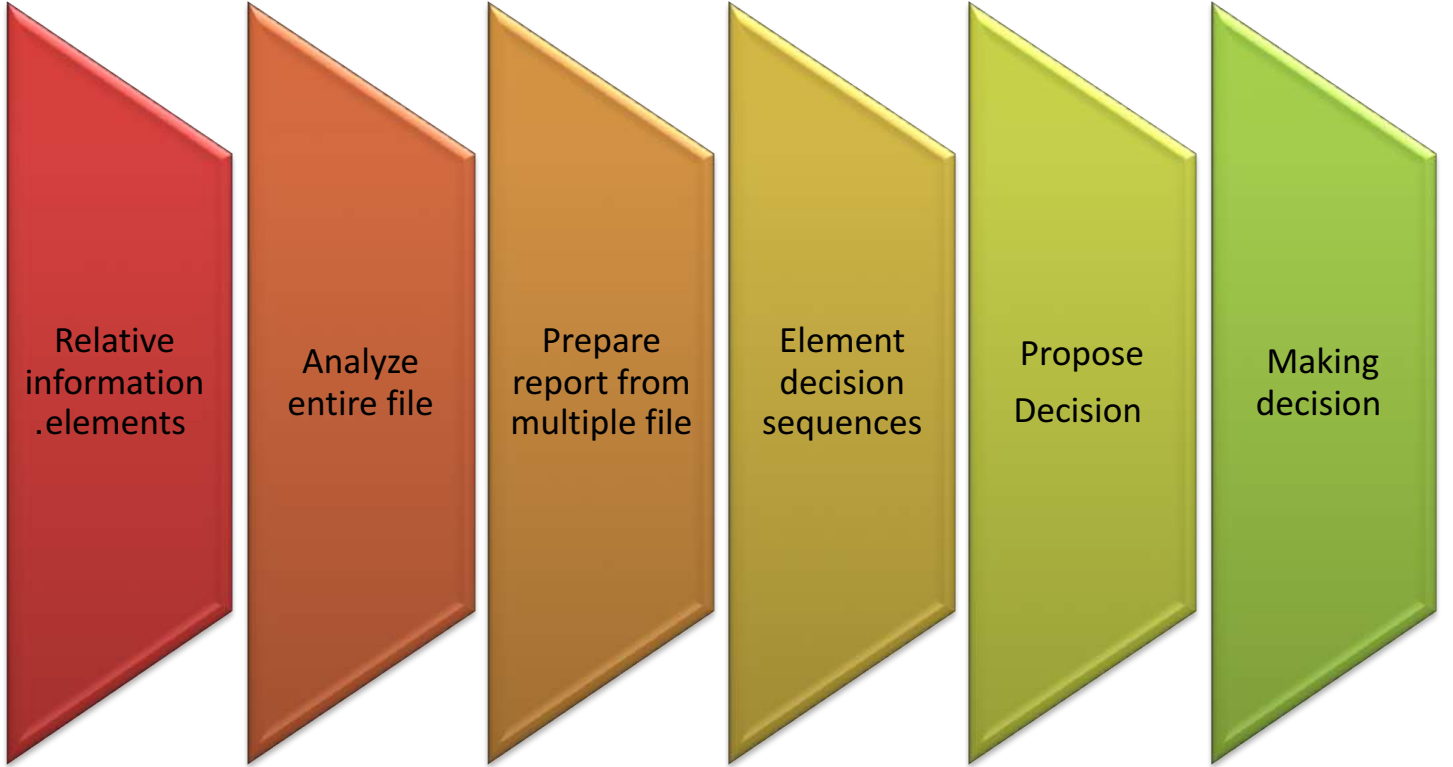 Relative
information
.elements
Analyze
entire file
Prepare
report from
multiple file
Element
decision
sequences
Propose
Decision
Making
decision